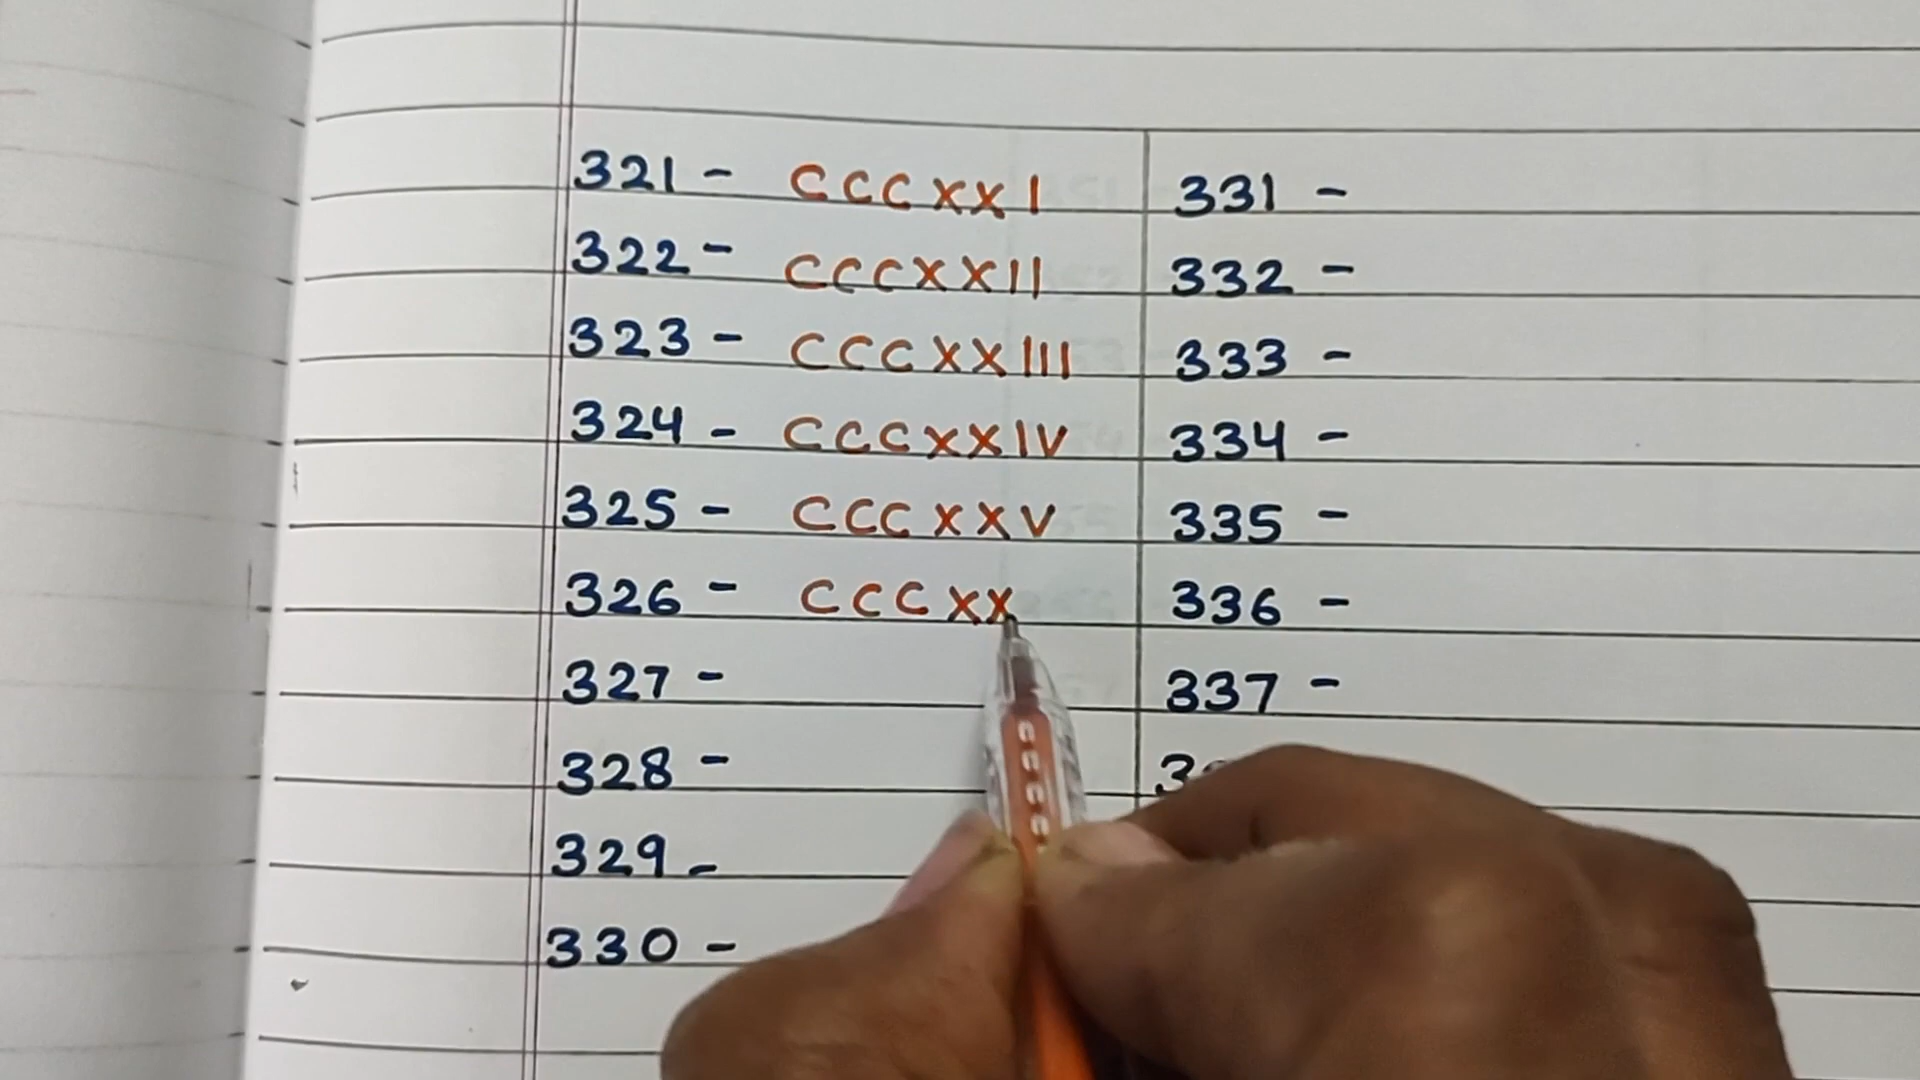 321 - CCCXXI
322 - CCCXXII
323 - CCCXXIII
324 - CCCXXIV
325 - CCCXXV
326 - CCCXX
327 -
328 -
329 -
330 -
331 -
332 -
333 -
334 -
335 -
336 -
337 -